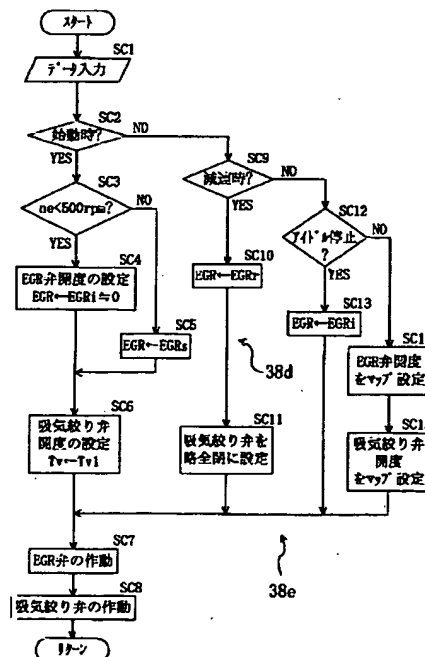 スタート
SC1
データ入力
SC2
始動時?
NO
YES
SC3
ne<500rpm?
NO
YES
SC4
EGR弁開度の設定
EGR←EGRi≒0
SC5
EGR←EGRs
SC6
吸気絞り弁
開度の設定
Tv←Tv1
SC9
減速時?
NO
YES
SC10
EGR←EGRr
38d
SC11
吸気絞り弁を
略全閉に設定
SC12
アイドル停止
?
NO
YES
SC13
EGR←EGRi
SC1
EGR弁開度
をマップ設定
SC1
吸気絞り弁
開度
をマップ設定
38e
SC7
EGR弁の作動
SC8
吸気絞り弁の作動
リターン